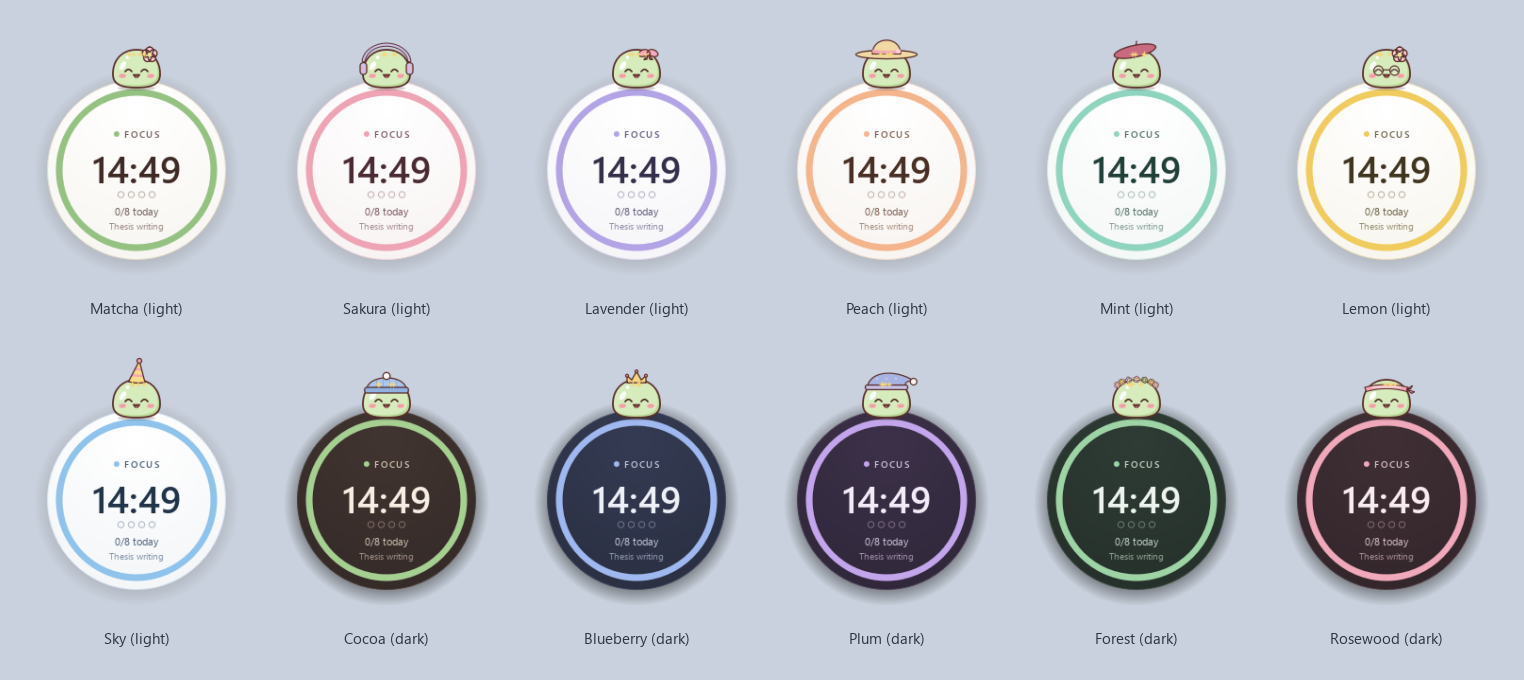 FOCUS
14:49
0/8 today
Thesis writing
Matcha (light)
FOCUS
14:49
0/8 today
Thesis writing
Sakura (light)
FOCUS
14:49
0/8 today
Thesis writing
Lavender (light)
FOCUS
14:49
0/8 today
Thesis writing
Peach (light)
FOCUS
14:49
0/8 today
Thesis writing
Mint (light)
FOCUS
14:49
0/8 today
Thesis writing
Lemon (light)
FOCUS
14:49
0/8 today
Thesis writing
Sky (light)
FOCUS
14:49
0/8 today
Thesis writing
Cocoa (dark)
FOCUS
14:49
0/8 today
Thesis writing
Blueberry (dark)
FOCUS
14:49
0/8 today
Thesis writing
Plum (dark)
FOCUS
14:49
0/8 today
Thesis writing
Forest (dark)
FOCUS
14:49
0/8 today
Thesis writing
Rosewood (dark)